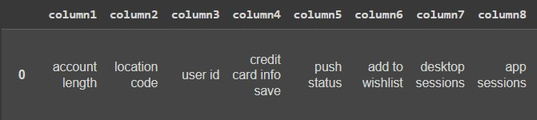 column1 column2 column3 column4 column5 column6 column7 column8
0 account length location code user id credit card info save push status add to wishlist desktop sessions app sessions